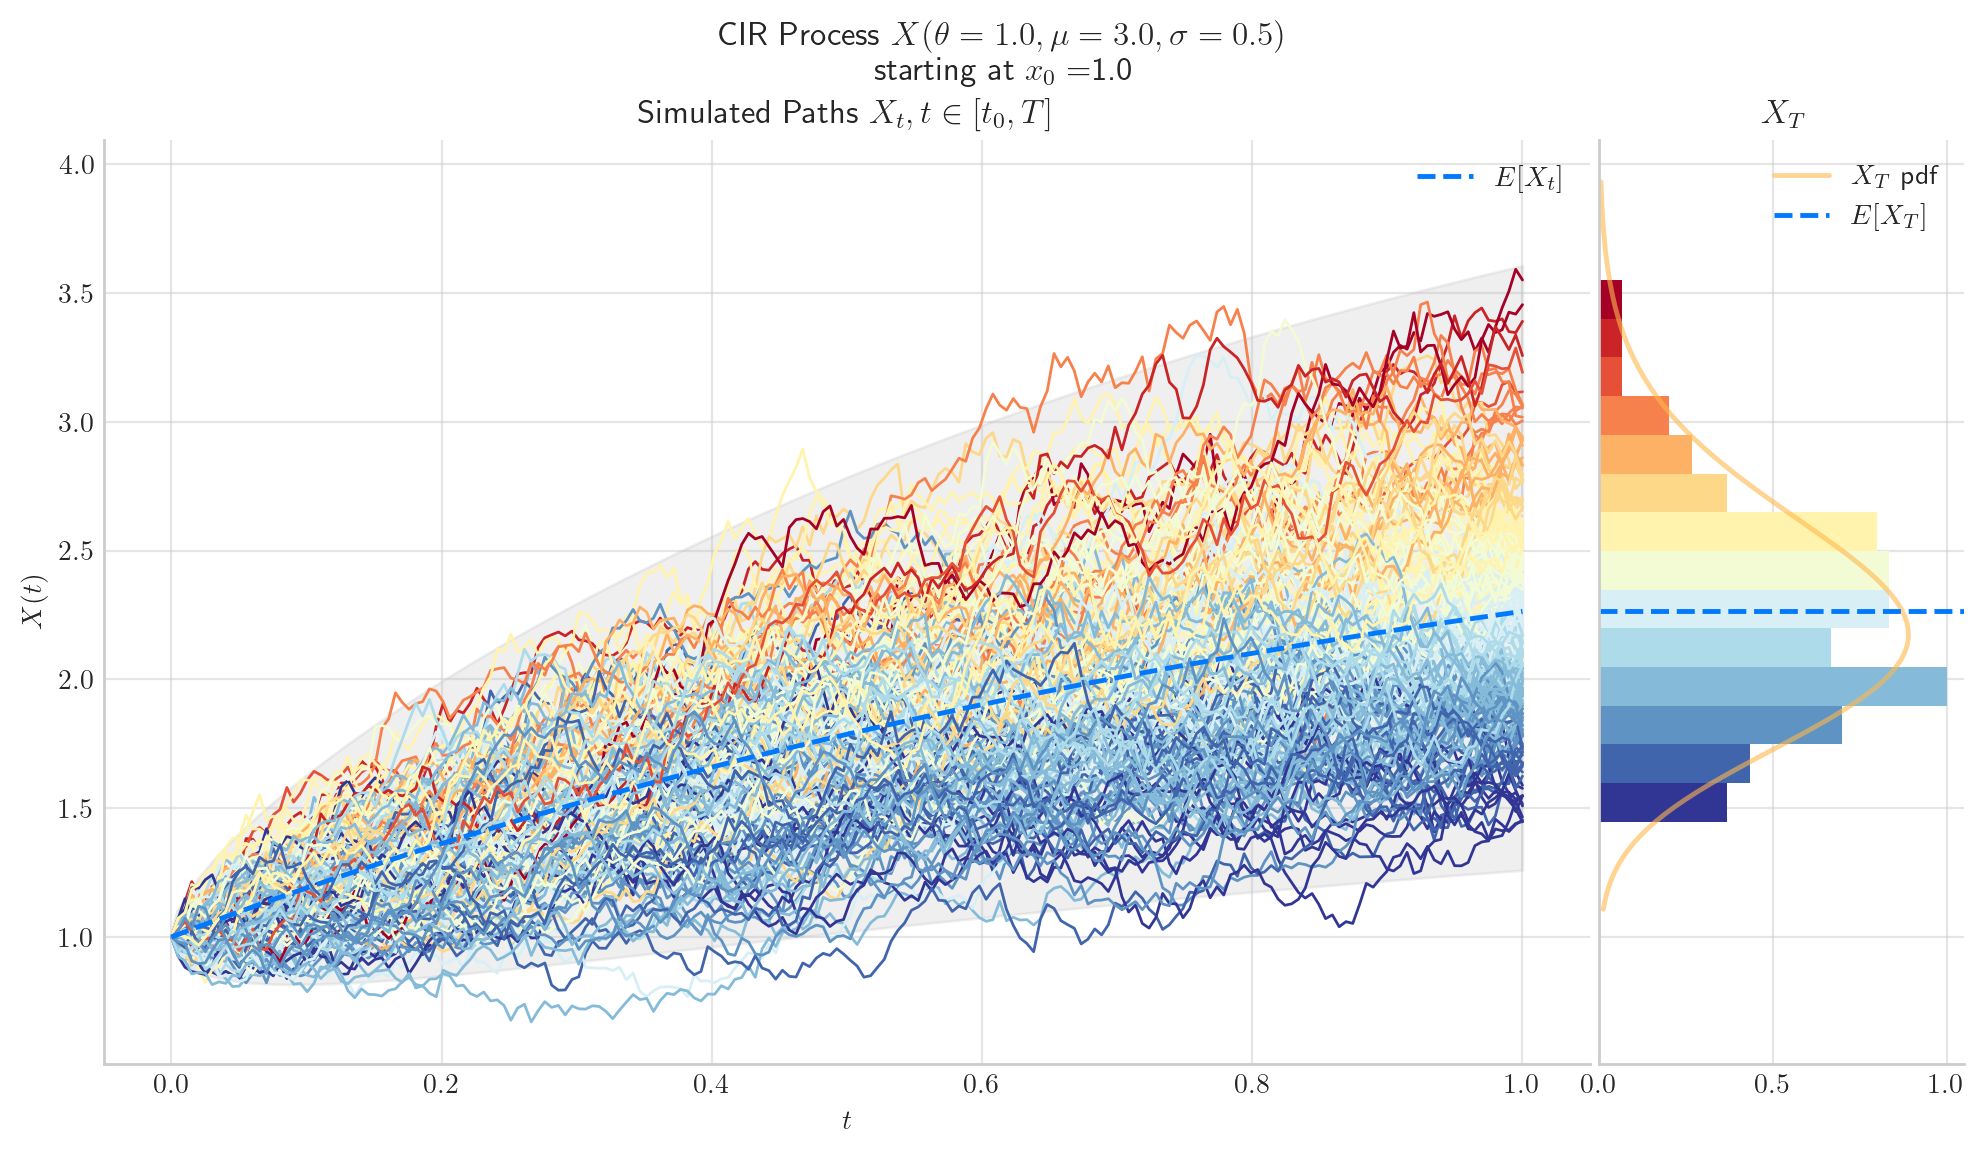 CIR Process X(θ = 1.0, μ = 3.0, σ = 0.5)
starting at x₀ =1.0
Simulated Paths Xₜ, t ∈ [t₀, T]
X_T
E[Xₜ]
X_T pdf
E[X_T]
4.0
3.5
3.0
2.5
2.0
1.5
1.0
X(t)
0.0 0.2 0.4 0.6 0.8 1.0
0.0 0.5 1.0
t